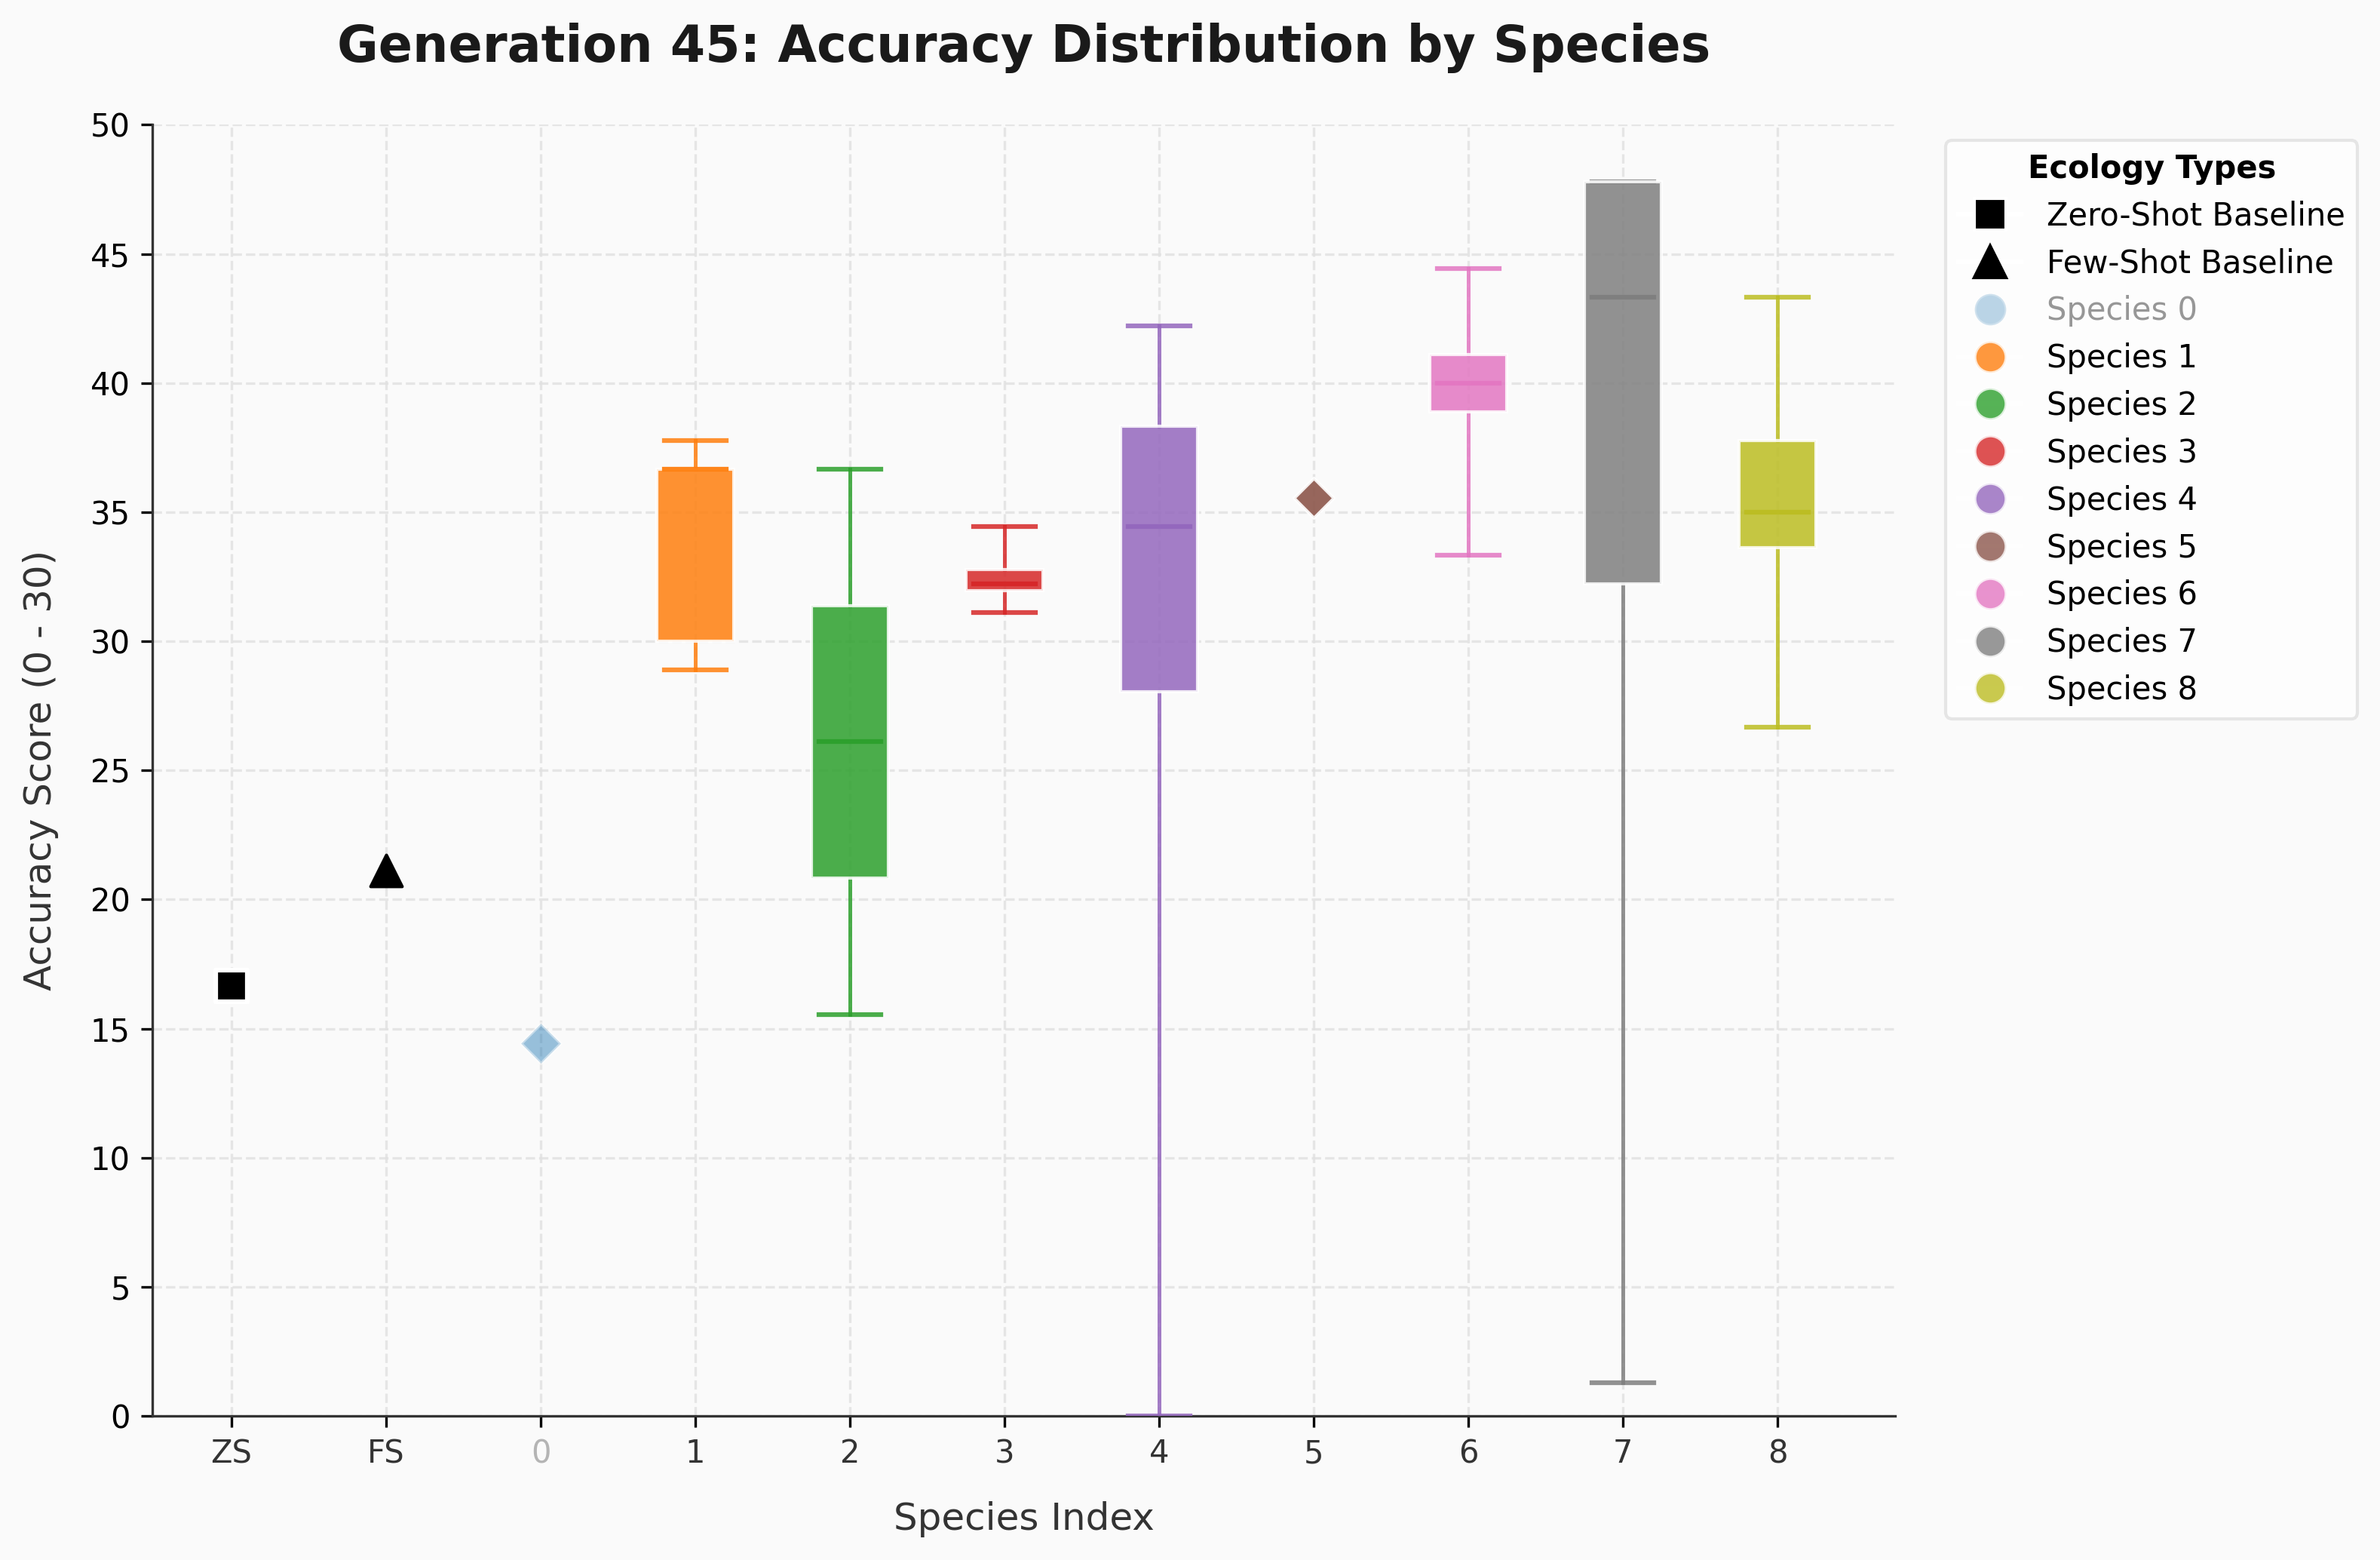 Generation 45: Accuracy Distribution by Species
50
45
40
35
30
25
20
15
10
5
0
Accuracy Score (0 - 30)
ZS FS 0 1 2 3 4 5 6 7 8
Species Index
Ecology Types
Zero-Shot Baseline
Few-Shot Baseline
Species 0
Species 1
Species 2
Species 3
Species 4
Species 5
Species 6
Species 7
Species 8